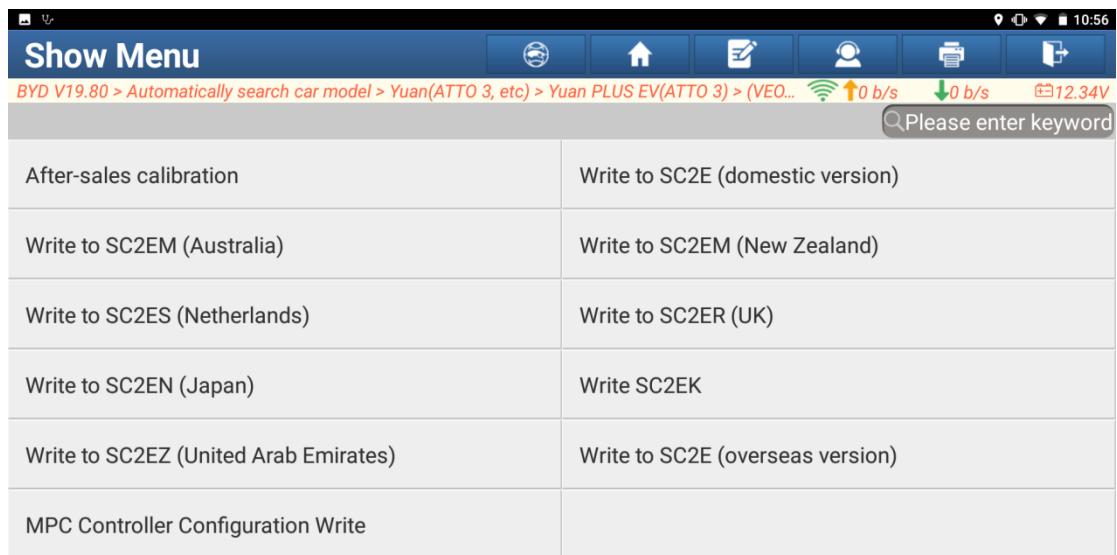 10:56
Show Menu
BYD V19.80 > Automatically search car model > Yuan(ATTO 3, etc) > Yuan PLUS EV(ATTO 3) > (VEO... 0 b/s 0 b/s 12.34V
Please enter keyword
After-sales calibration
Write to SC2E (domestic version)
Write to SC2EM (Australia)
Write to SC2EM (New Zealand)
Write to SC2ES (Netherlands)
Write to SC2ER (UK)
Write to SC2EN (Japan)
Write SC2EK
Write to SC2EZ (United Arab Emirates)
Write to SC2E (overseas version)
MPC Controller Configuration Write